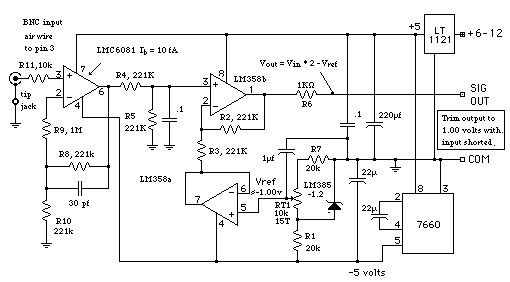 BNC input
air wire
to pin 3
LMC6081 Ib = 10 fA
+5
LT
1121
+6-12
R11,10k
3
+
7
−
2
4
6
R4, 221K
3
+
8
LM358b
−
2
1
Vout = Vin * 2 - Vref
1KΩ
R6
SIG
OUT
tip
jack
R5
221K
.1
R2, 221K
.1
220µf
Trim output to
1.00 volts with
input shorted.
R9, 1M
R3, 221K
R8, 221k
1µf
R7
20k
COM
30 pf
LM358a
Vref
≈-1.00v
LM385
-1.2
22µ
8
3
−
6
7
+
5
4
RT1
10k
15T
22µ
2
4
7660
5
R10
221k
R1
20k
-5 volts